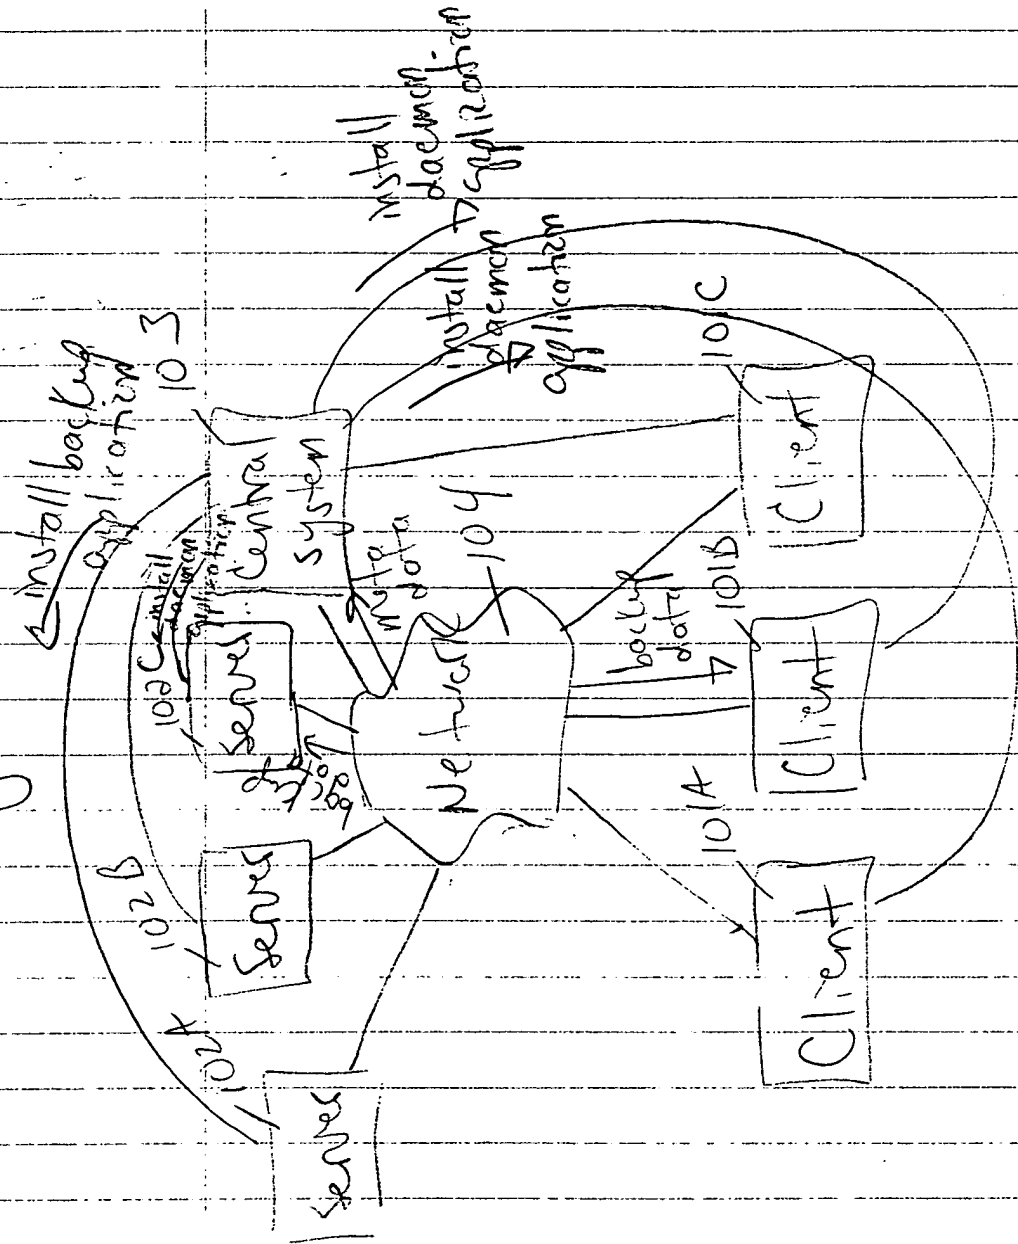 install backup
application
103
install
daemon
application
install
daemon
application
102C
install
daemon
application
Central
system
Server
102B
Server
102A
Server
backup
data
meta
data
104
Network
backup
data
101C
Client
101B
Client
101A
Client